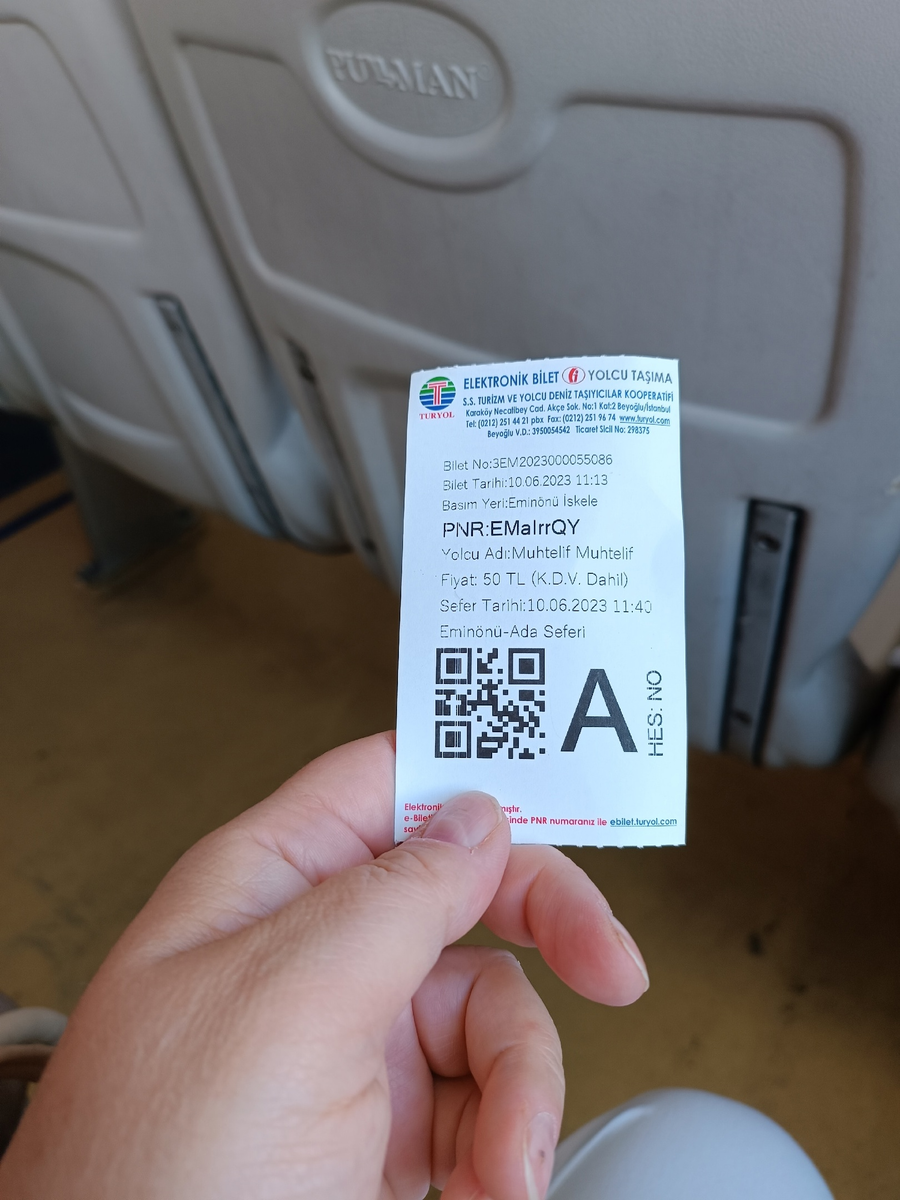 PULLMAN
ELEKTRONİK BİLET YOLCU TAŞIMA
TURYOL
S.S. TURİZM VE YOLCU DENİZ TAŞIYICILAR KOOPERATİFİ
Karaköy Necatibey Cad. Akçe Sok. No:1 Kat:2 Beyoğlu/İstanbul
Tel: (0212) 251 44 21 pbx Fax: (0212) 251 96 74 www.turyol.com
Beyoğlu V.D.: 3950054542 Ticaret Sicil No: 298375
Bilet No:3EM2023000055086
Bilet Tarihi:10.06.2023 11:13
Basım Yeri:Eminönü İskele
PNR:EMaIrrQY
Yolcu Adı:Muhtelif Muhtelif
Fiyat: 50 TL (K.D.V. Dahil)
Sefer Tarihi:10.06.2023 11:40
Eminönü-Ada Seferi
A
HES: NO
PNR numaranız ile ebilet.turyol.com